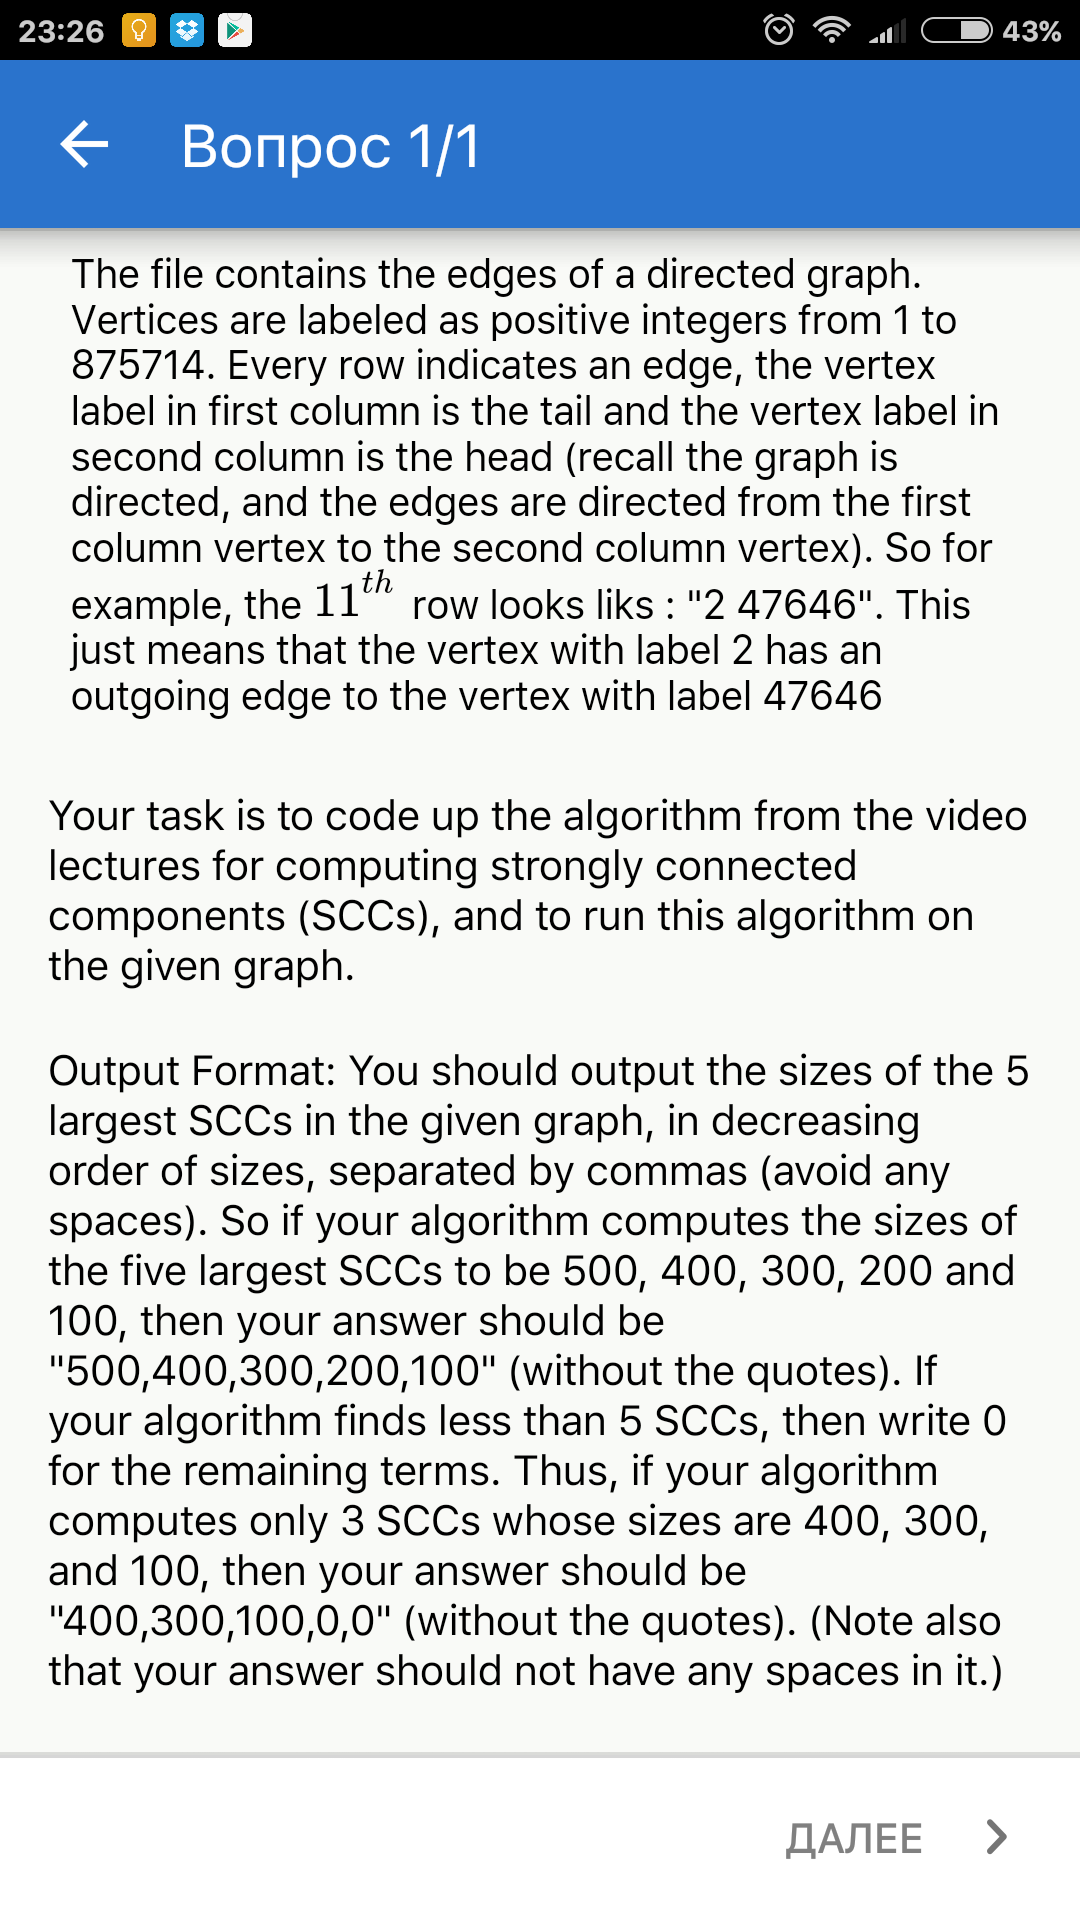 23:26
43%
Вопрос 1/1
The file contains the edges of a directed graph.
Vertices are labeled as positive integers from 1 to
875714. Every row indicates an edge, the vertex
label in first column is the tail and the vertex label in
second column is the head (recall the graph is
directed, and the edges are directed from the first
column vertex to the second column vertex). So for
example, the 11th row looks liks : "2 47646". This
just means that the vertex with label 2 has an
outgoing edge to the vertex with label 47646
Your task is to code up the algorithm from the video
lectures for computing strongly connected
components (SCCs), and to run this algorithm on
the given graph.
Output Format: You should output the sizes of the 5
largest SCCs in the given graph, in decreasing
order of sizes, separated by commas (avoid any
spaces). So if your algorithm computes the sizes of
the five largest SCCs to be 500, 400, 300, 200 and
100, then your answer should be
"500,400,300,200,100" (without the quotes). If
your algorithm finds less than 5 SCCs, then write 0
for the remaining terms. Thus, if your algorithm
computes only 3 SCCs whose sizes are 400, 300,
and 100, then your answer should be
"400,300,100,0,0" (without the quotes). (Note also
that your answer should not have any spaces in it.)
ДАЛЕЕ